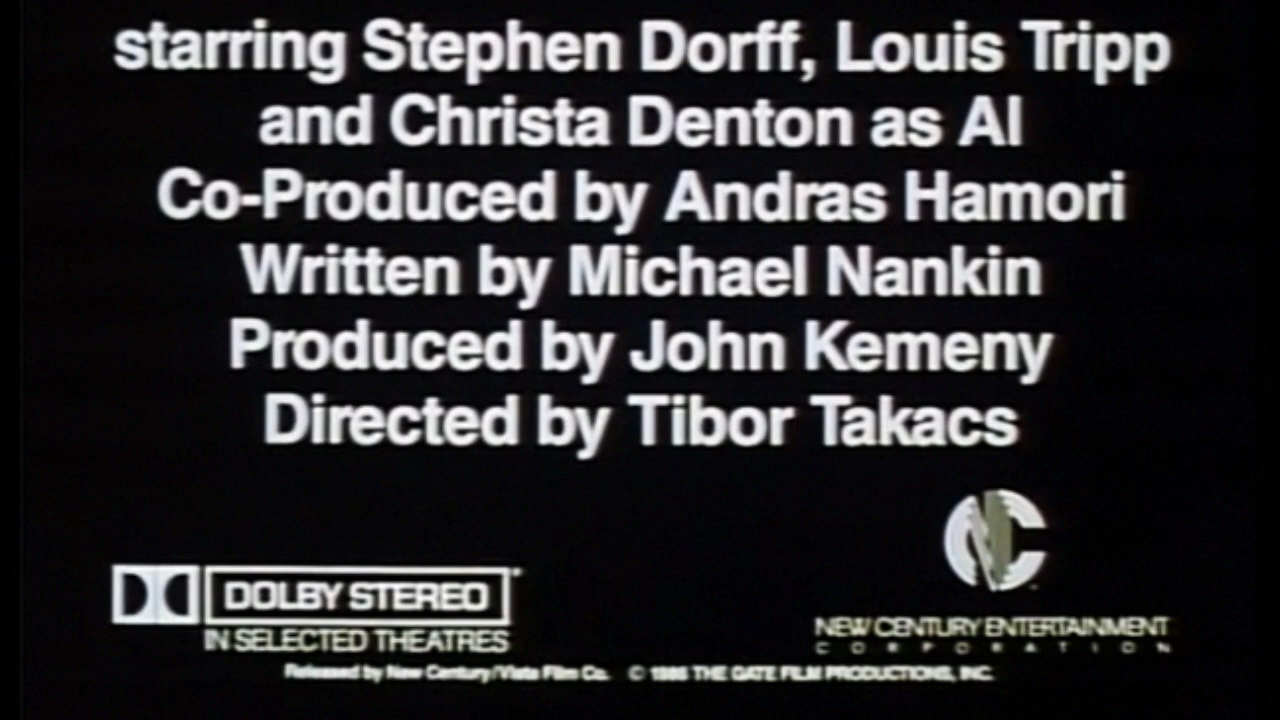 starring Stephen Dorff, Louis Tripp
and Christa Denton as Al
Co-Produced by Andras Hamori
Written by Michael Nankin
Produced by John Kemeny
Directed by Tibor Takacs
NC
DOLBY STEREO
IN SELECTED THEATRES
NEW CENTURY ENTERTAINMENT
CORPORATION
Released by New Century/Vista Film Co. © 1986 THE GATE FILM PRODUCTIONS, INC.